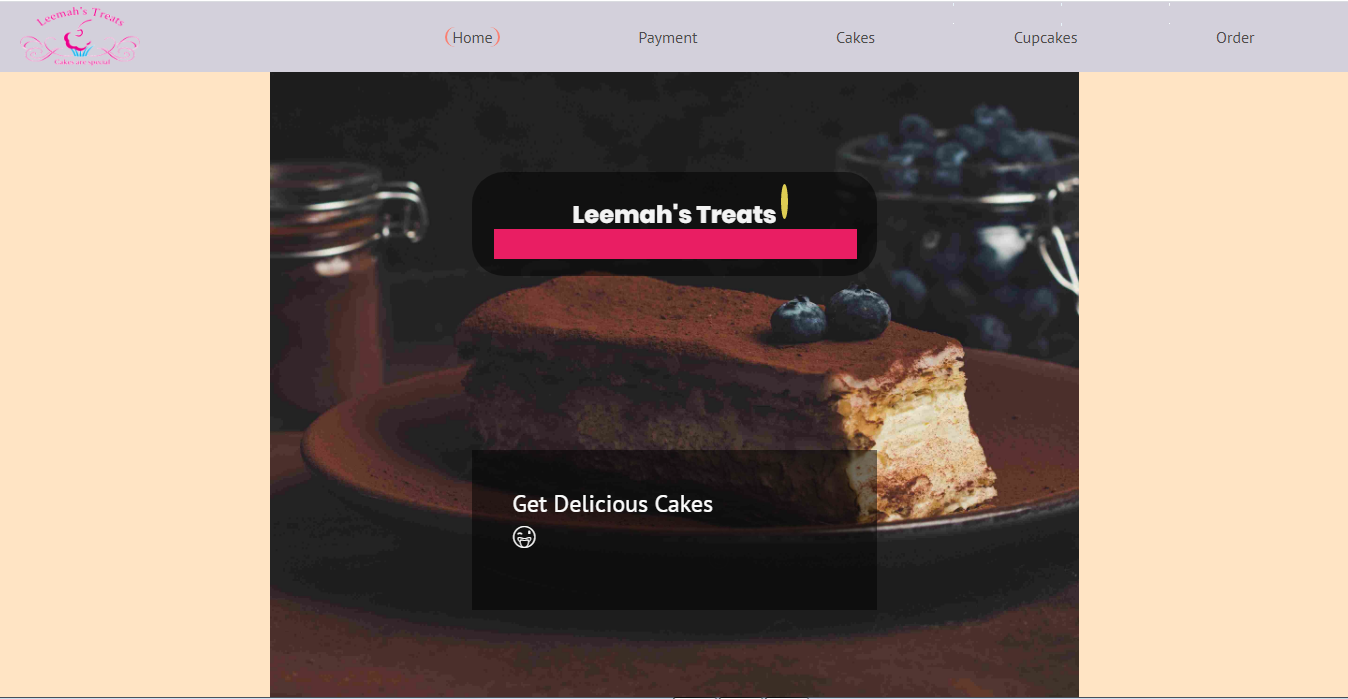 Leemah's Treats
Cakes are special
Home
Payment
Cakes
Cupcakes
Order
Leemah's Treats
Get Delicious Cakes